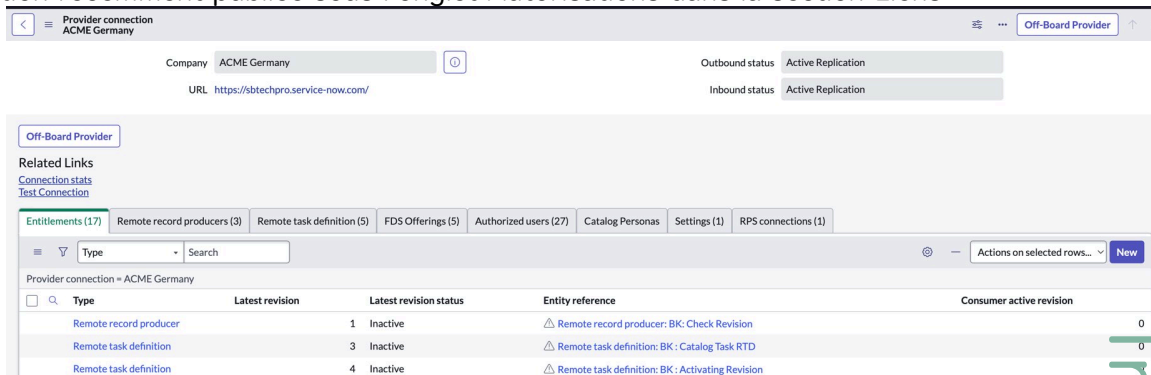 Provider connection
ACME Germany
Off-Board Provider
Company ACME Germany
Outbound status Active Replication
URL https://sbtechpro.service-now.com/
Inbound status Active Replication
Off-Board Provider
Related Links
Connection stats
Test Connection
Entitlements (17) Remote record producers (3) Remote task definition (5) FDS Offerings (5) Authorized users (27) Catalog Personas Settings (1) RPS connections (1)
Type Search Actions on selected rows... New
Provider connection = ACME Germany
Type Latest revision Latest revision status Entity reference Consumer active revision
Remote record producer 1 Inactive Remote record producer: BK: Check Revision 0
Remote task definition 3 Inactive Remote task definition: BK : Catalog Task RTD 0
Remote task definition 4 Inactive Remote task definition: BK : Activating Revision